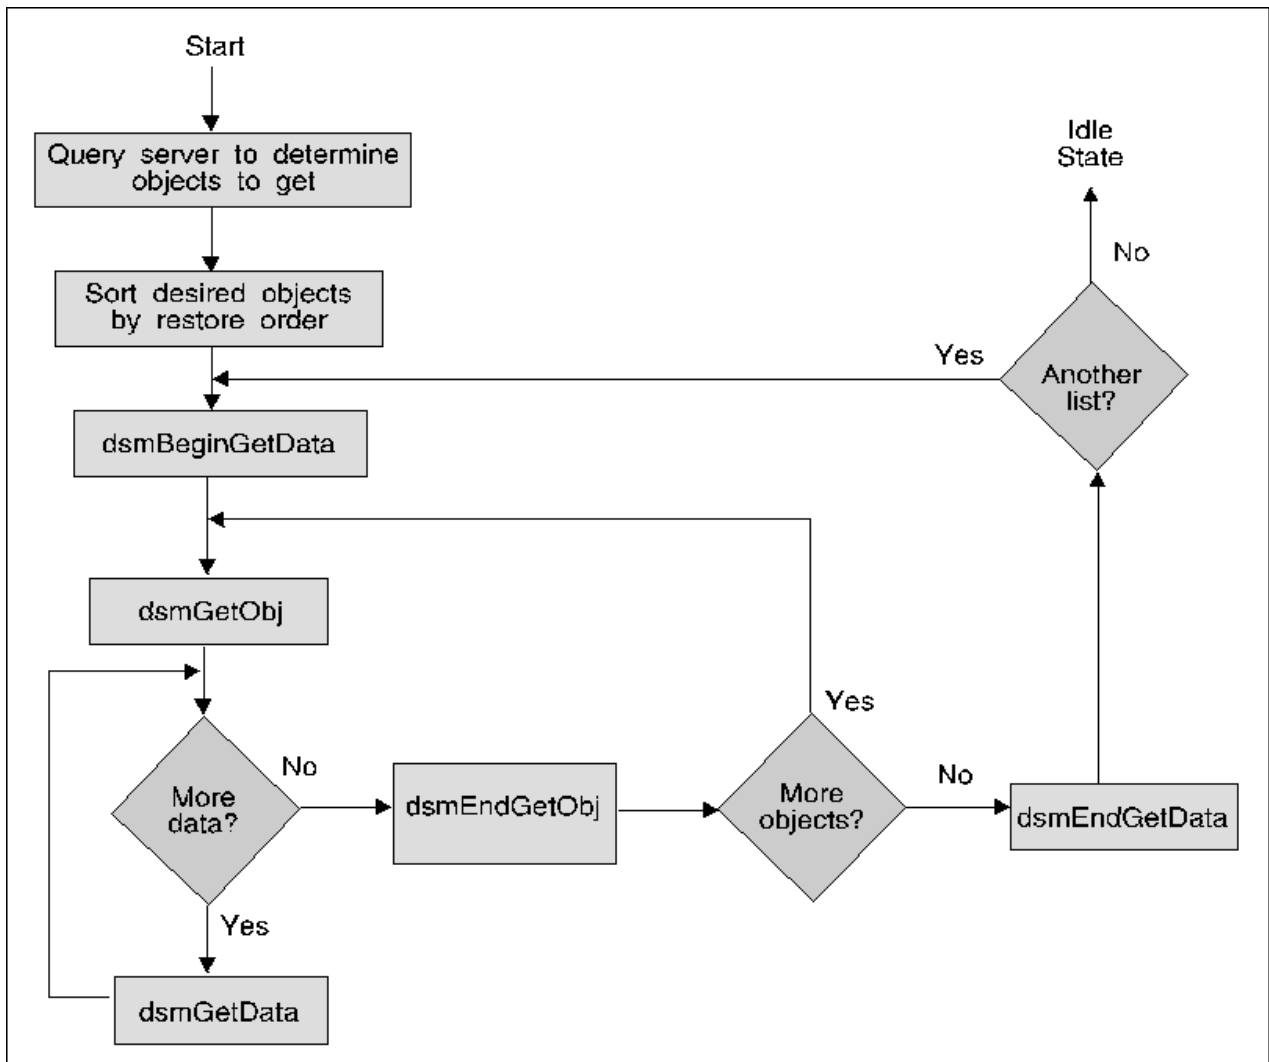 Start
Query server to determine
objects to get
Sort desired objects
by restore order
dsmBeginGetData
dsmGetObj
More
data?
No
Yes
dsmGetData
dsmEndGetObj
More
objects?
Yes
No
dsmEndGetData
Another
list?
Yes
No
Idle
State